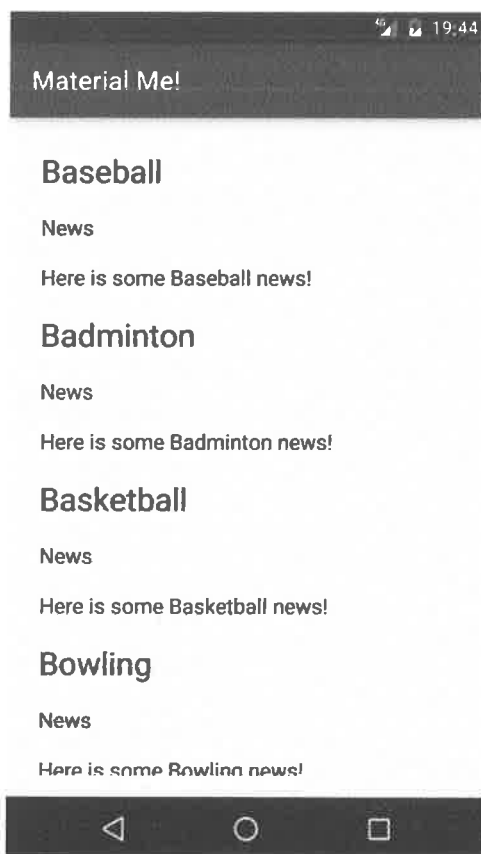 4G 19:44
Material Me!
Baseball
News
Here is some Baseball news!
Badminton
News
Here is some Badminton news!
Basketball
News
Here is some Basketball news!
Bowling
News
Here is some Bowling news!